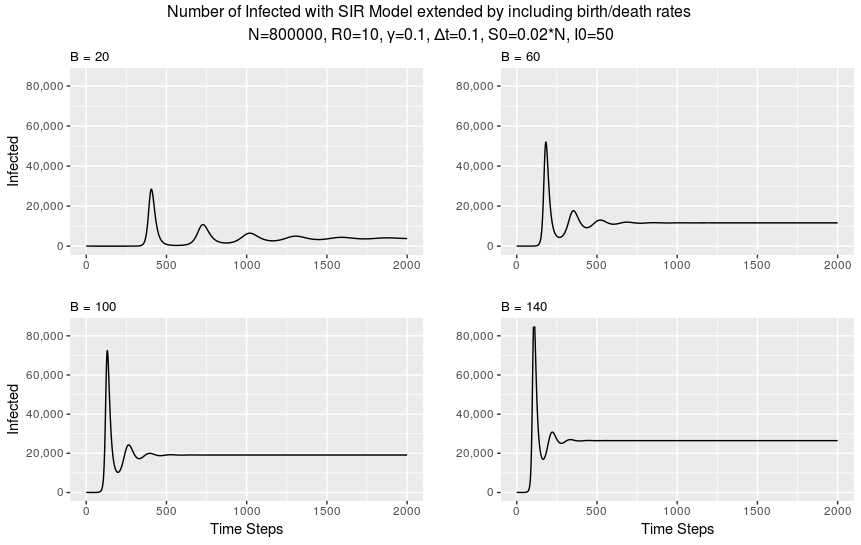 Number of Infected with SIR Model extended by including birth/death rates
N=800000, R0=10, γ=0.1, Δt=0.1, S0=0.02*N, I0=50
B = 20
80,000
60,000
40,000
20,000
0
Infected
0 500 1000 1500 2000
B = 60
80,000
60,000
40,000
20,000
0
0 500 1000 1500 2000
B = 100
80,000
60,000
40,000
20,000
0
Infected
0 500 1000 1500 2000
Time Steps
B = 140
80,000
60,000
40,000
20,000
0
0 500 1000 1500 2000
Time Steps